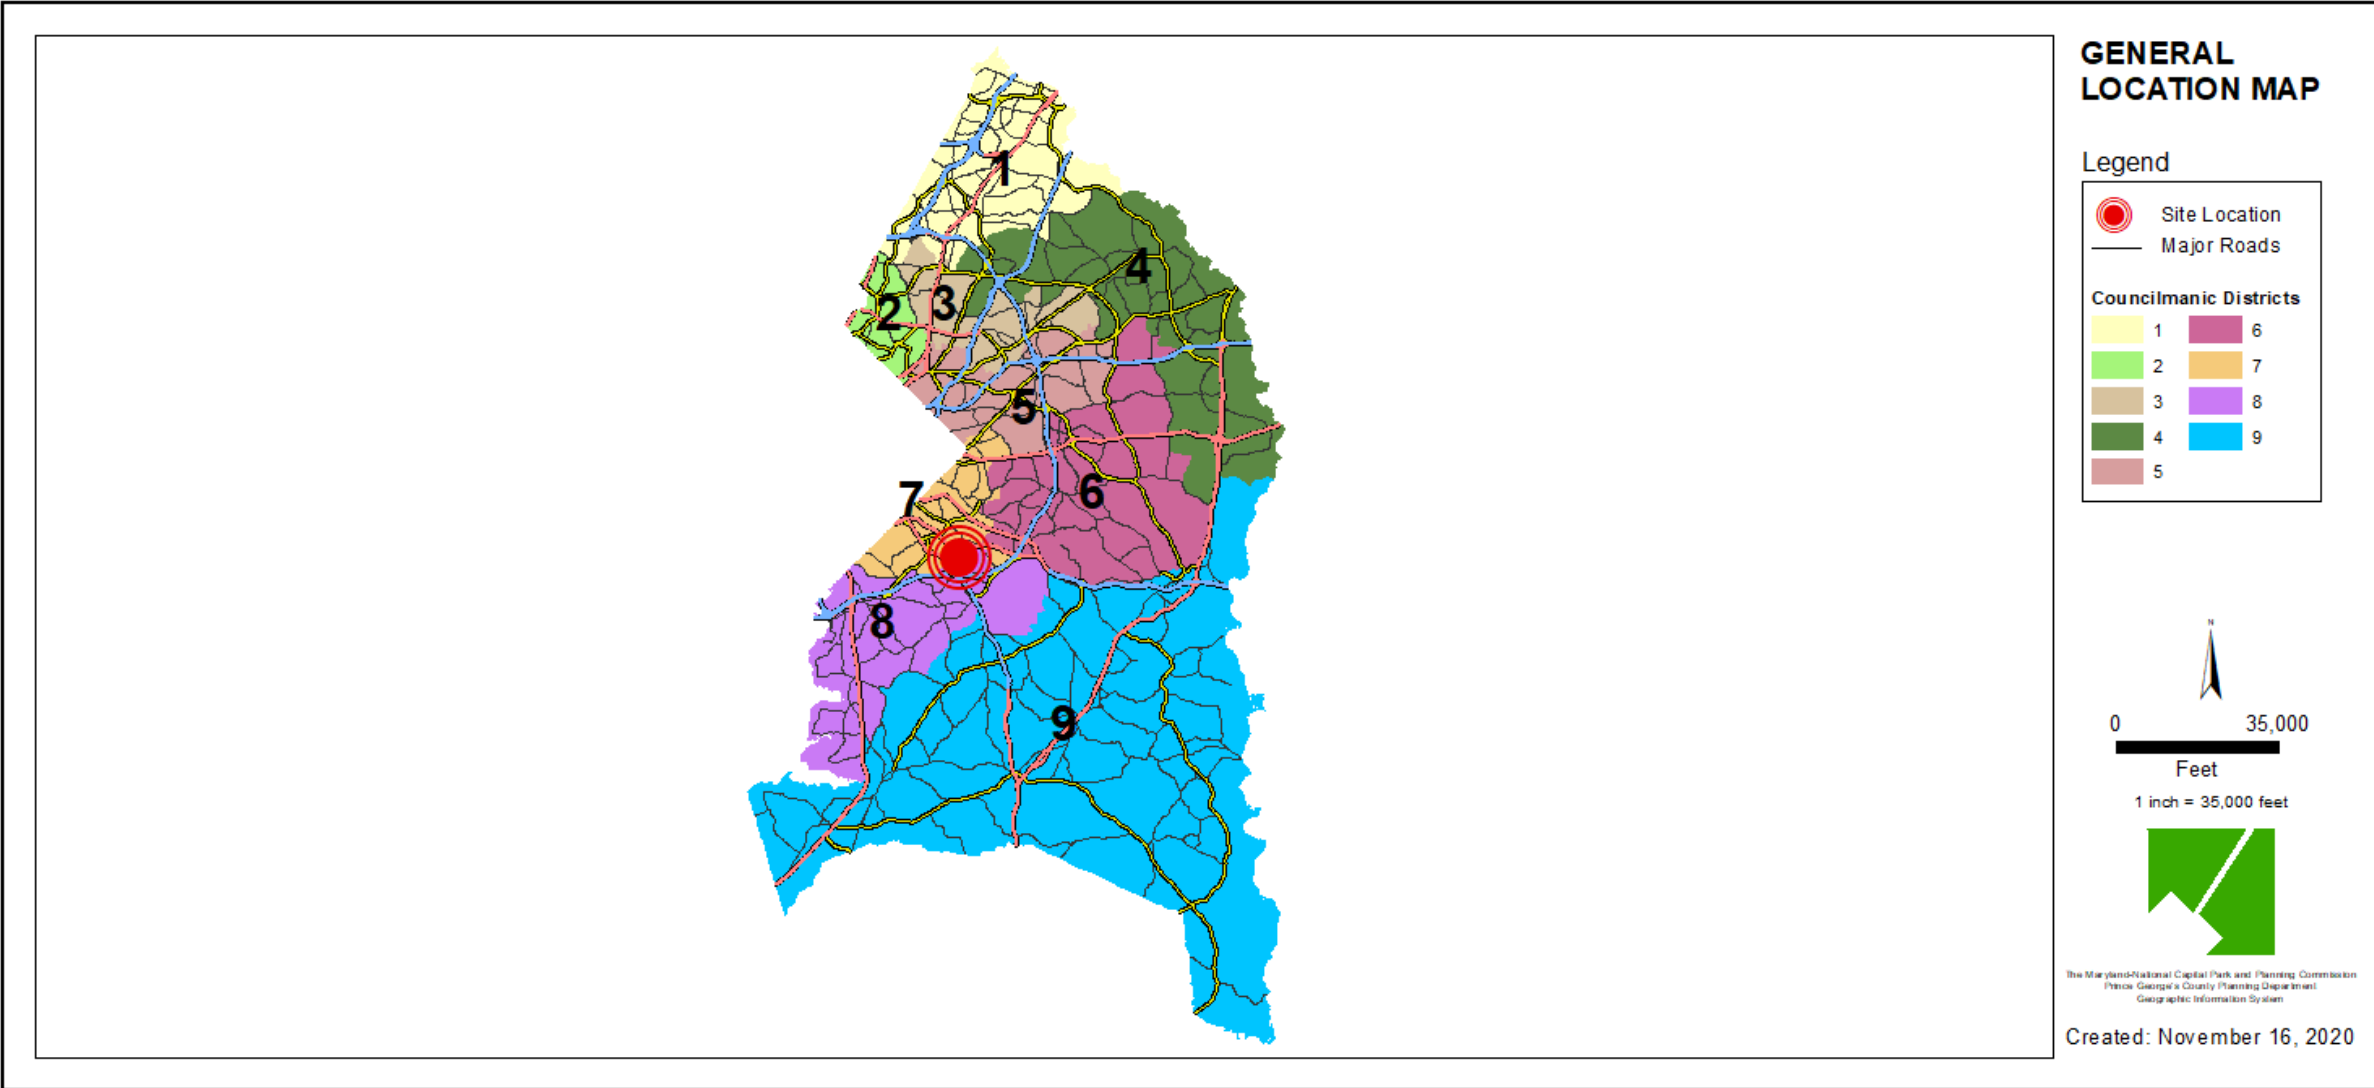 GENERAL
LOCATION MAP
Legend
Site Location
Major Roads
Councilmanic Districts
1 6
2 7
3 8
4 9
5
1
4
2
3
5
7
6
8
9
N
0 35,000
Feet
1 inch = 35,000 feet
The Maryland-National Capital Park and Planning Commission
Prince George's County Planning Department
Geographic Information System
Created: November 16, 2020